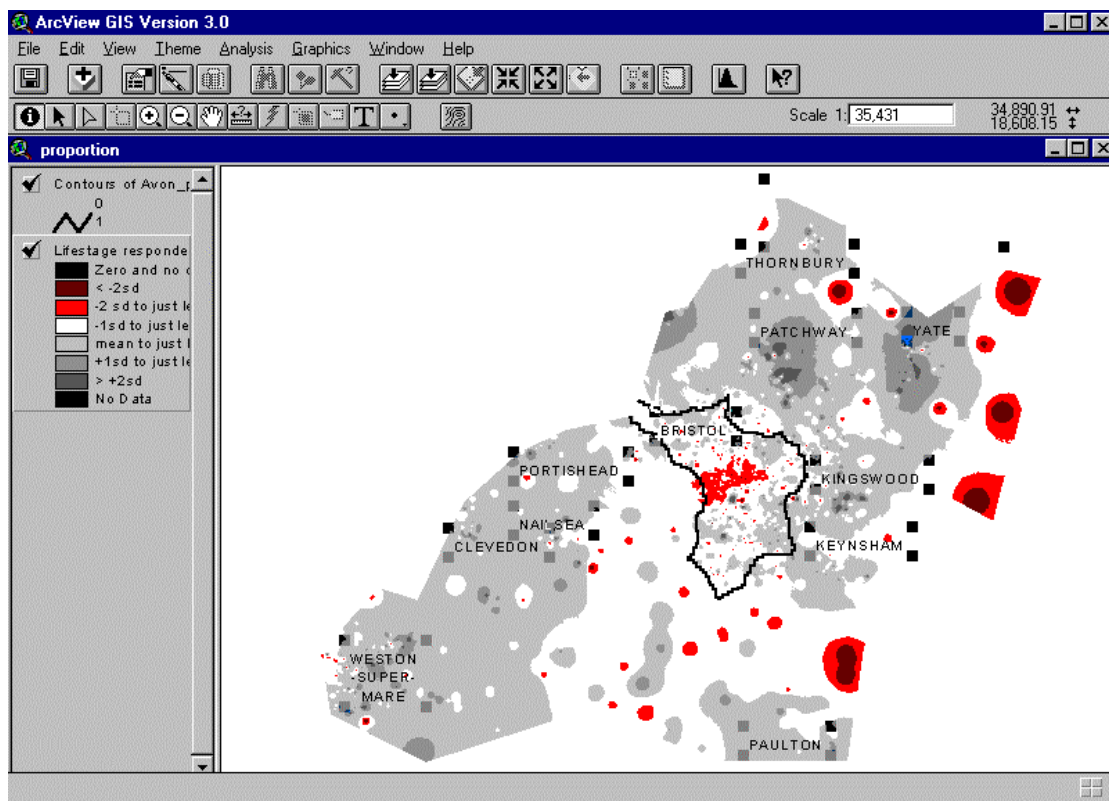 ArcView GIS Version 3.0
File Edit View Theme Analysis Graphics Window Help
T
Scale 1: 35,431
34,890.91
18,608.15
proportion
Contours of Avon_p
0
1
Lifestage responde
Zero and no
< -2sd
-2 sd to just le
-1sd to just le
mean to just l
+1sd to just le
> +2sd
No Data
THORNBURY
PATCHWAY
YATE
BRISTOL
PORTISHEAD
KINGSWOOD
NAILSEA
CLEVEDON
KEYNSHAM
WESTON
-SUPER-
MARE
PAULTON